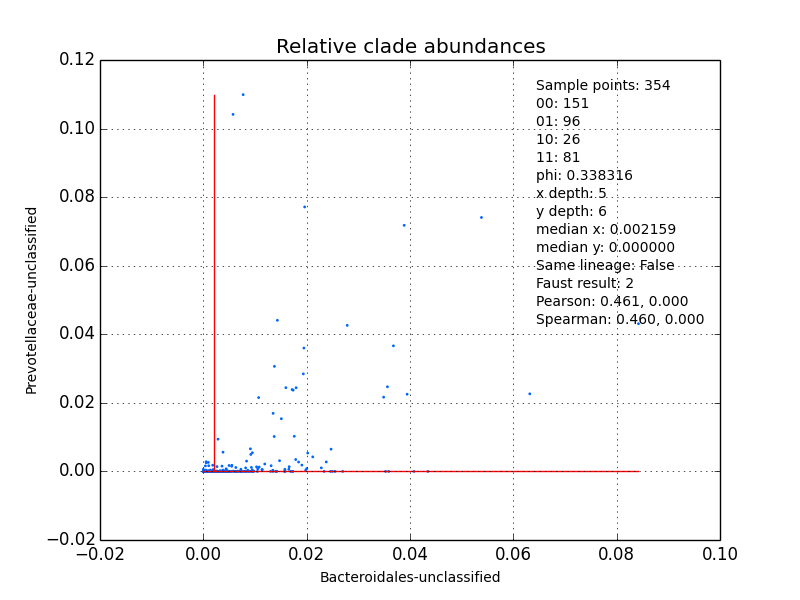 Relative clade abundances
Sample points: 354
00: 151
01: 96
10: 26
11: 81
phi: 0.338316
x depth: 5
y depth: 6
median x: 0.002159
median y: 0.000000
Same lineage: False
Faust result: 2
Pearson: 0.461, 0.000
Spearman: 0.460, 0.000
0.12
0.10
0.08
0.06
0.04
0.02
0.00
−0.02
Prevotellaceae-unclassified
−0.02 0.00 0.02 0.04 0.06 0.08 0.10
Bacteroidales-unclassified